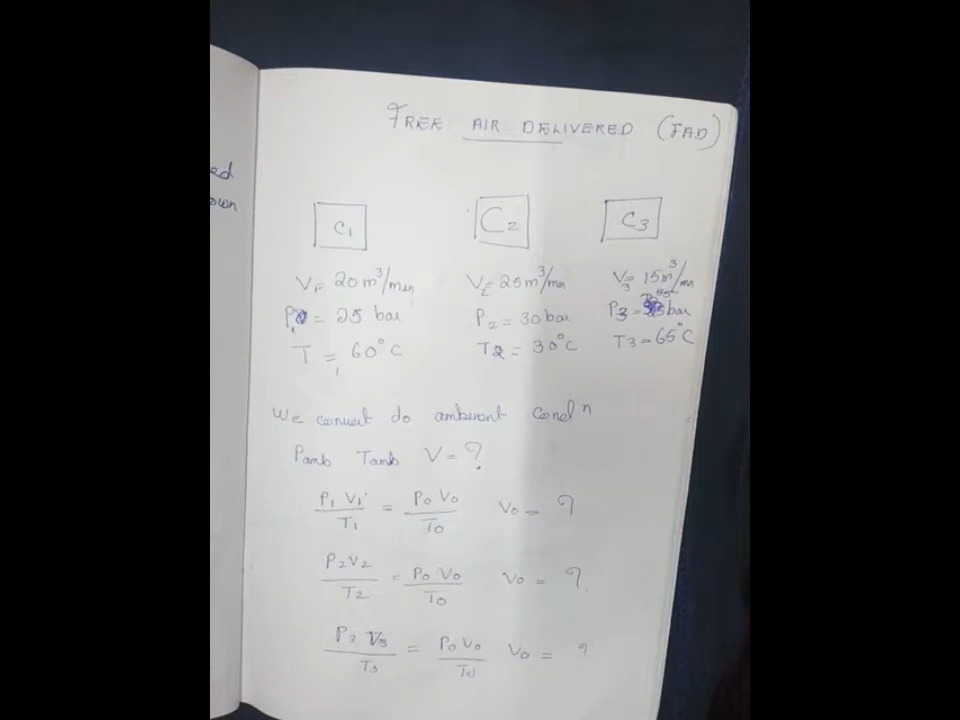 ed
own
FREE AIR DELIVERED (FAD)
C1 C2 C3
V1= 20 m³/min V2= 25 m³/min V3= 15 m³/min
P1 = 25 bar P2 = 30 bar P3 = bar
T1 = 60°C T2 = 30°C T3 = 65°C
We convert do ambient condn
Pamb Tamb V = ?
P1 V1 / T1 = P0 V0 / T0 V0 = ?
P2 V2 / T2 = P0 V0 / T0 V0 = ?
P3 V3 / T3 = P0 V0 / T0 V0 = ?